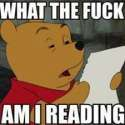 WHAT THE FUCK
AM I READING